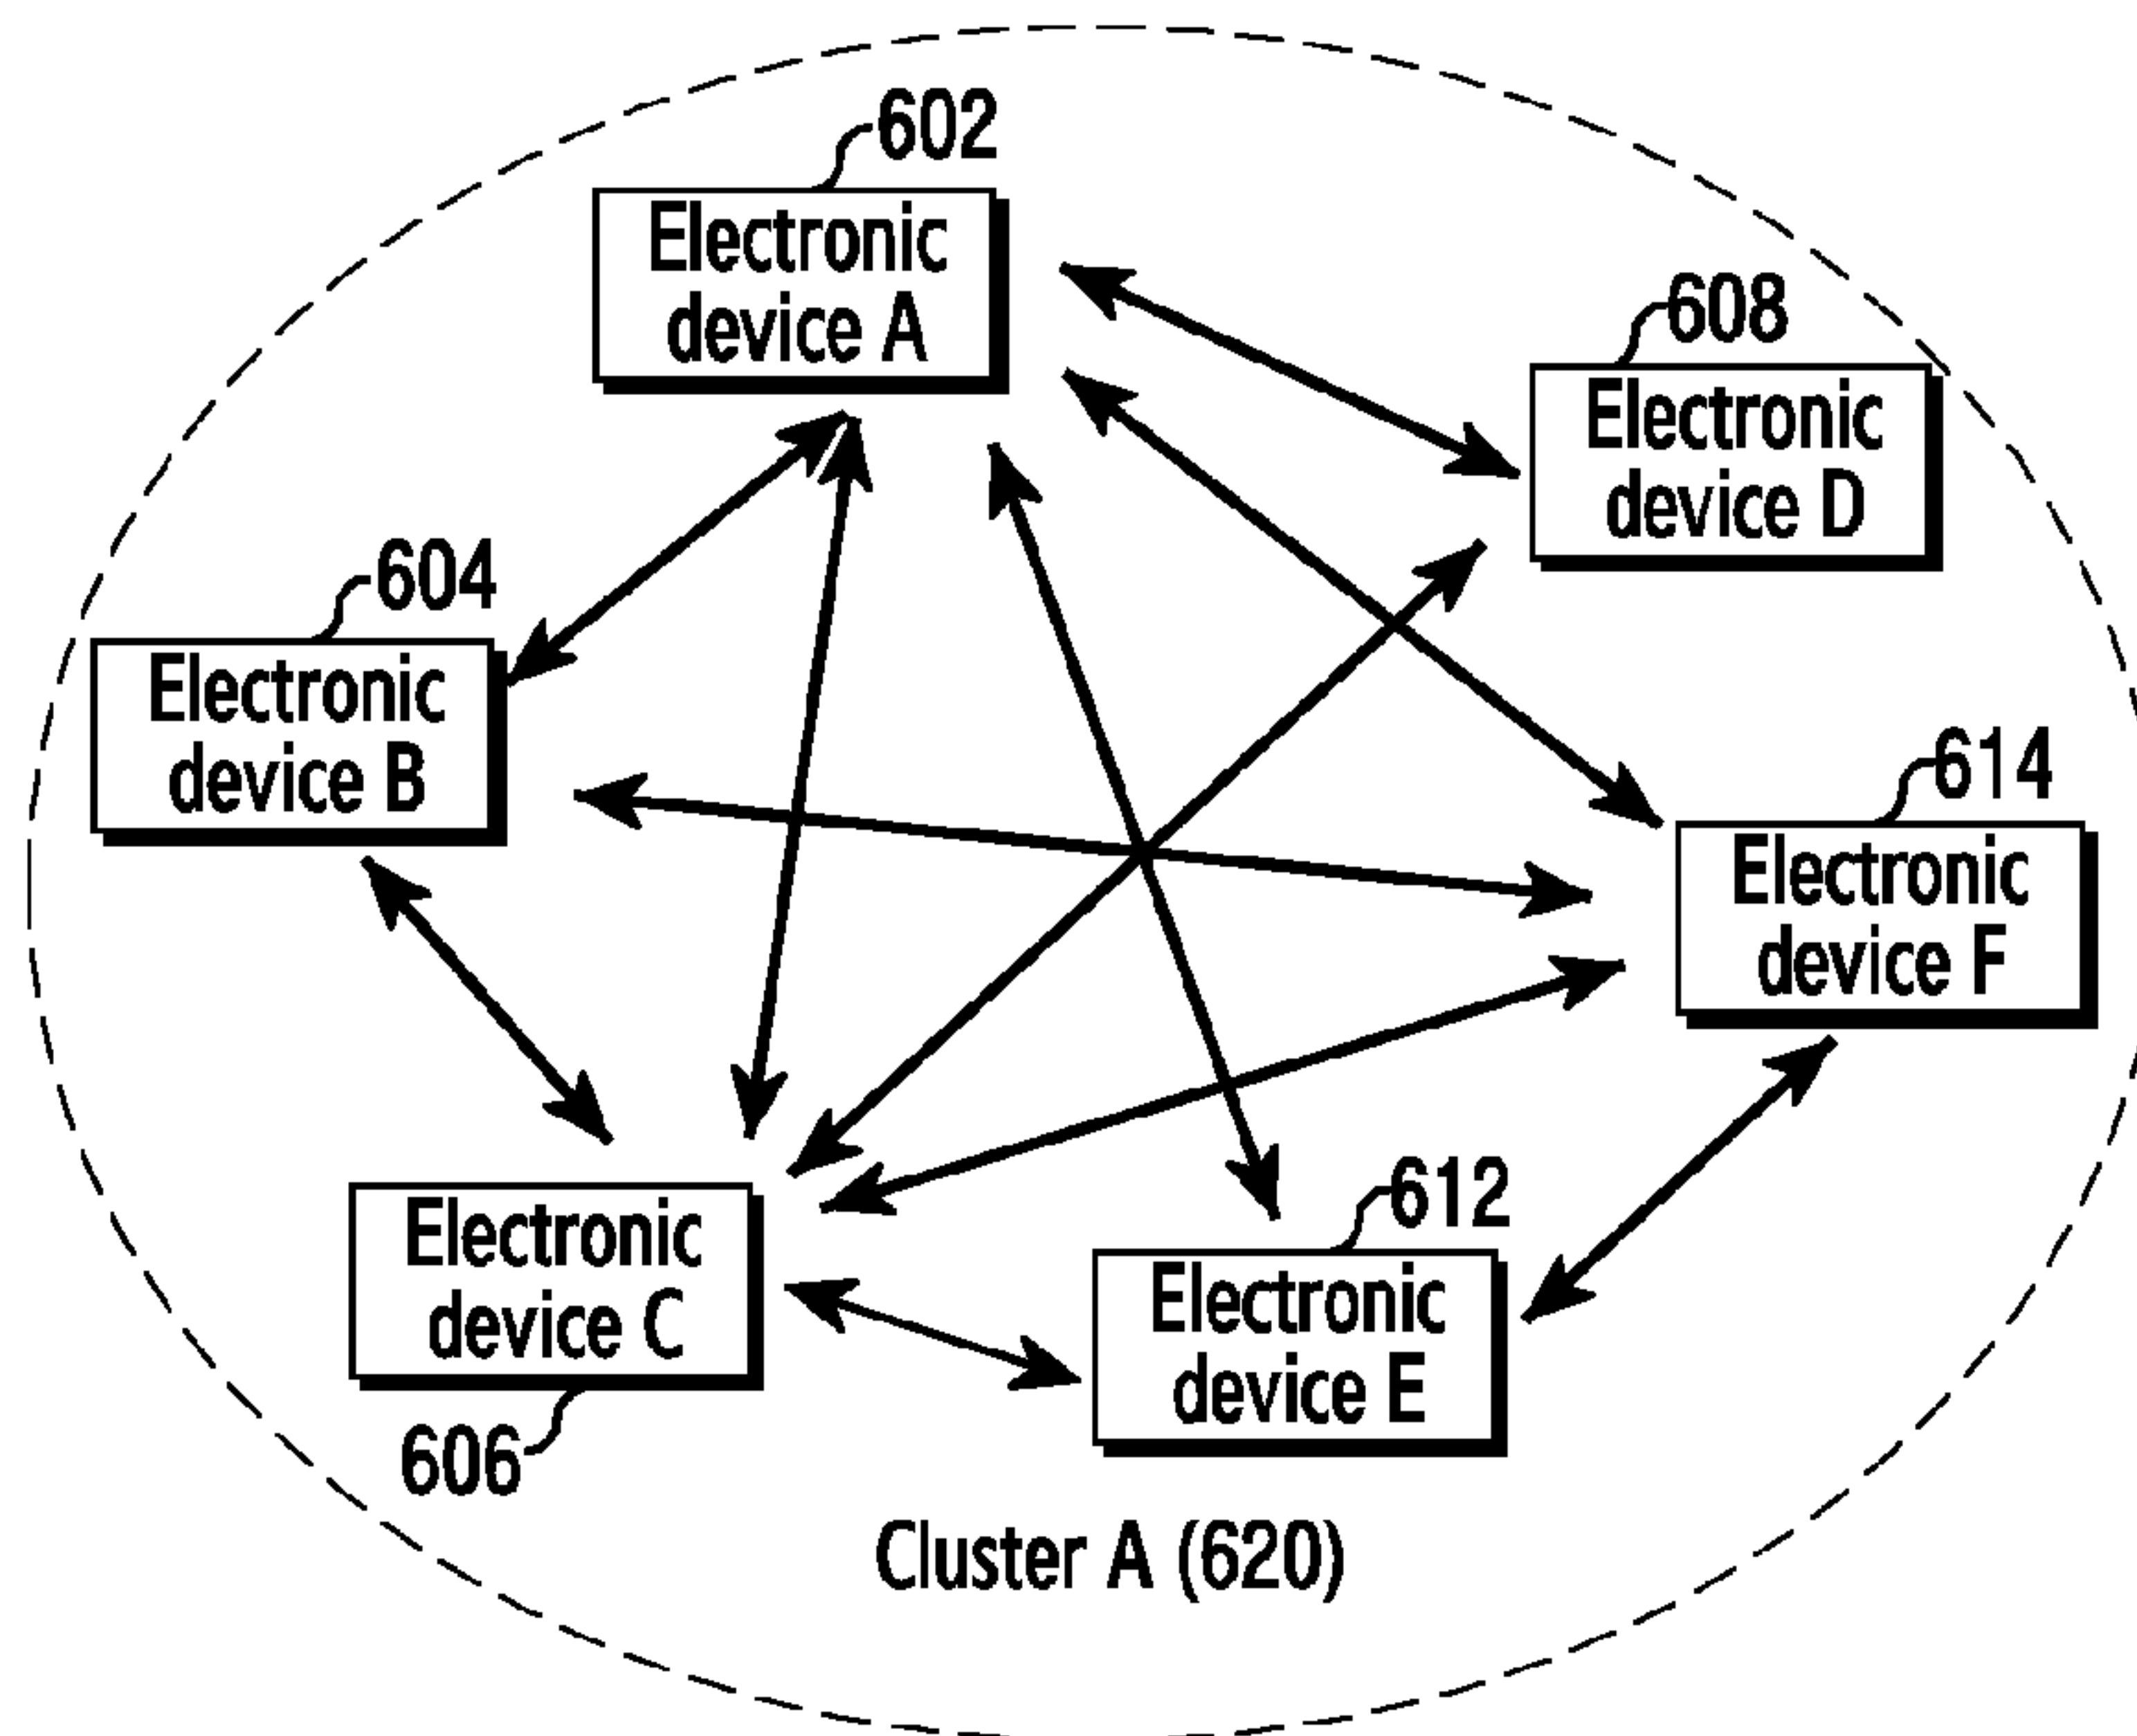 602
Electronic
device A
608
Electronic
device D
604
Electronic
device B
614
Electronic
device F
Electronic
device C
606
612
Electronic
device E
Cluster A (620)